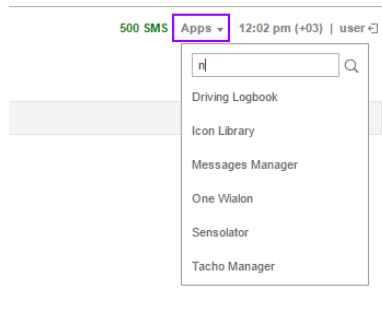 500 SMS Apps 12:02 pm (+03) | user
n
Driving Logbook
Icon Library
Messages Manager
One Wialon
Sensolator
Tacho Manager